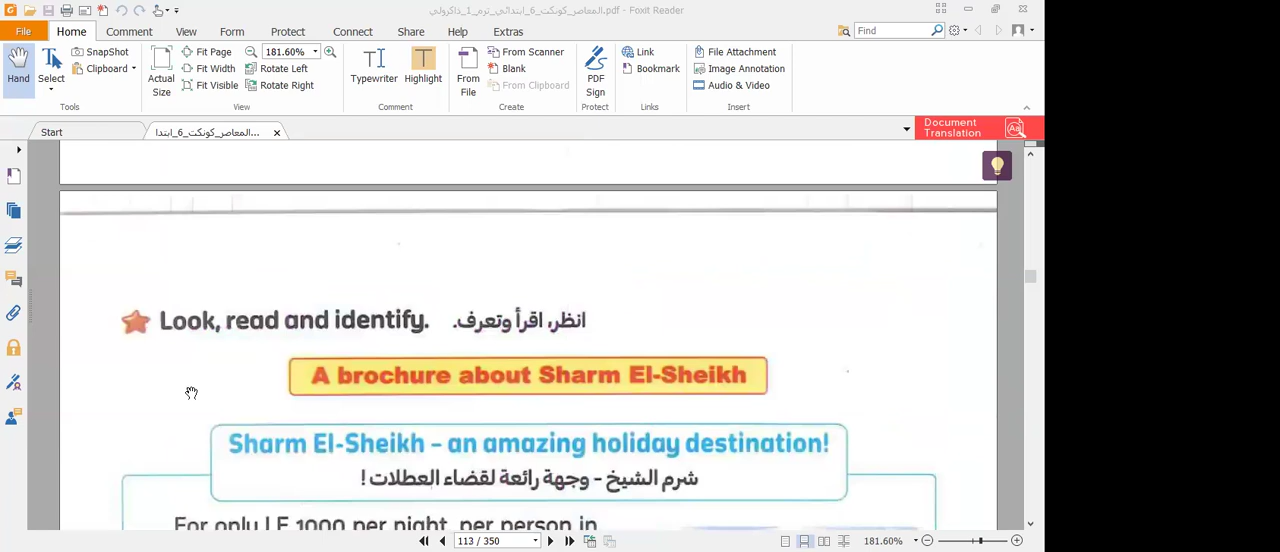 المعاصر_كونكت_6_ابتدائي_ترم_1_ذاكرولي.pdf - Foxit Reader
File Home Comment View Form Protect Connect Share Help Extras
Find
Hand
Select
SnapShot
Clipboard
Actual Size
Fit Page
Fit Width
Fit Visible
181.60%
Rotate Left
Rotate Right
Typewriter
Highlight
From File
From Scanner
Blank
From Clipboard
PDF Sign
Link
Bookmark
File Attachment
Image Annotation
Audio & Video
Tools View Comment Create Protect Links Insert
Start
المعاصر_كونكت_6_ابتدا...
Document Translation
Look, read and identify. انظر، اقرأ وتعرف.
A brochure about Sharm El-Sheikh
Sharm El-Sheikh – an amazing holiday destination!
شرم الشيخ - وجهة رائعة لقضاء العطلات !
For only LE 1000 per night, per person in
113 / 350
181.60%